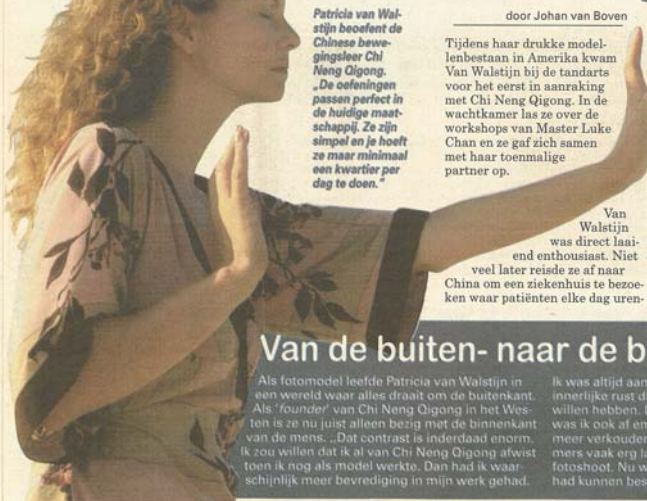 Patricia van Wal-
stijn beoefent de
Chinese bewe-
gingsleer Chi
Neng Qigong.
„De oefeningen
passen perfect in
de huidige maat-
schappij. Ze zijn
simpel en je hoeft
ze maar minimaal
een kwartier per
dag te doen.”
door Johan van Boven
Tijdens haar drukke model-
lenbestaan in Amerika kwam
Van Walstijn bij de tandarts
voor het eerst in aanraking
met Chi Neng Qigong. In de
wachtkamer las ze over de
workshops van Master Luke
Chan en ze gaf zich samen
met haar toenmalige
partner op.
Van
Walstijn
was direct laai-
end enthousiast. Niet
veel later reisde ze af naar
China om een ziekenhuis te bezoe-
ken waar patiënten elke dag uren-
Van de buiten- naar de b
Als fotomodel leefde Patricia van Walstijn in
een wereld waar alles draait om de buitenkant.
Als ‘founder’ van Chi Neng Qigong in het Wes-
ten is ze nu juist alleen bezig met de binnenkant
van de mens. „Dat contrast is inderdaad enorm.
Ik zou willen dat ik al van Chi Neng Qigong afwist
toen ik nog als model werkte. Dan had ik waar-
schijnlijk meer bevrediging in mijn werk gehad.
Ik was altijd aan
innerlijke rust d
willen hebben.
was ik ook af en
meer verkouden
mers vaak erg la
fotoshoot. Nu w
had kunnen bes